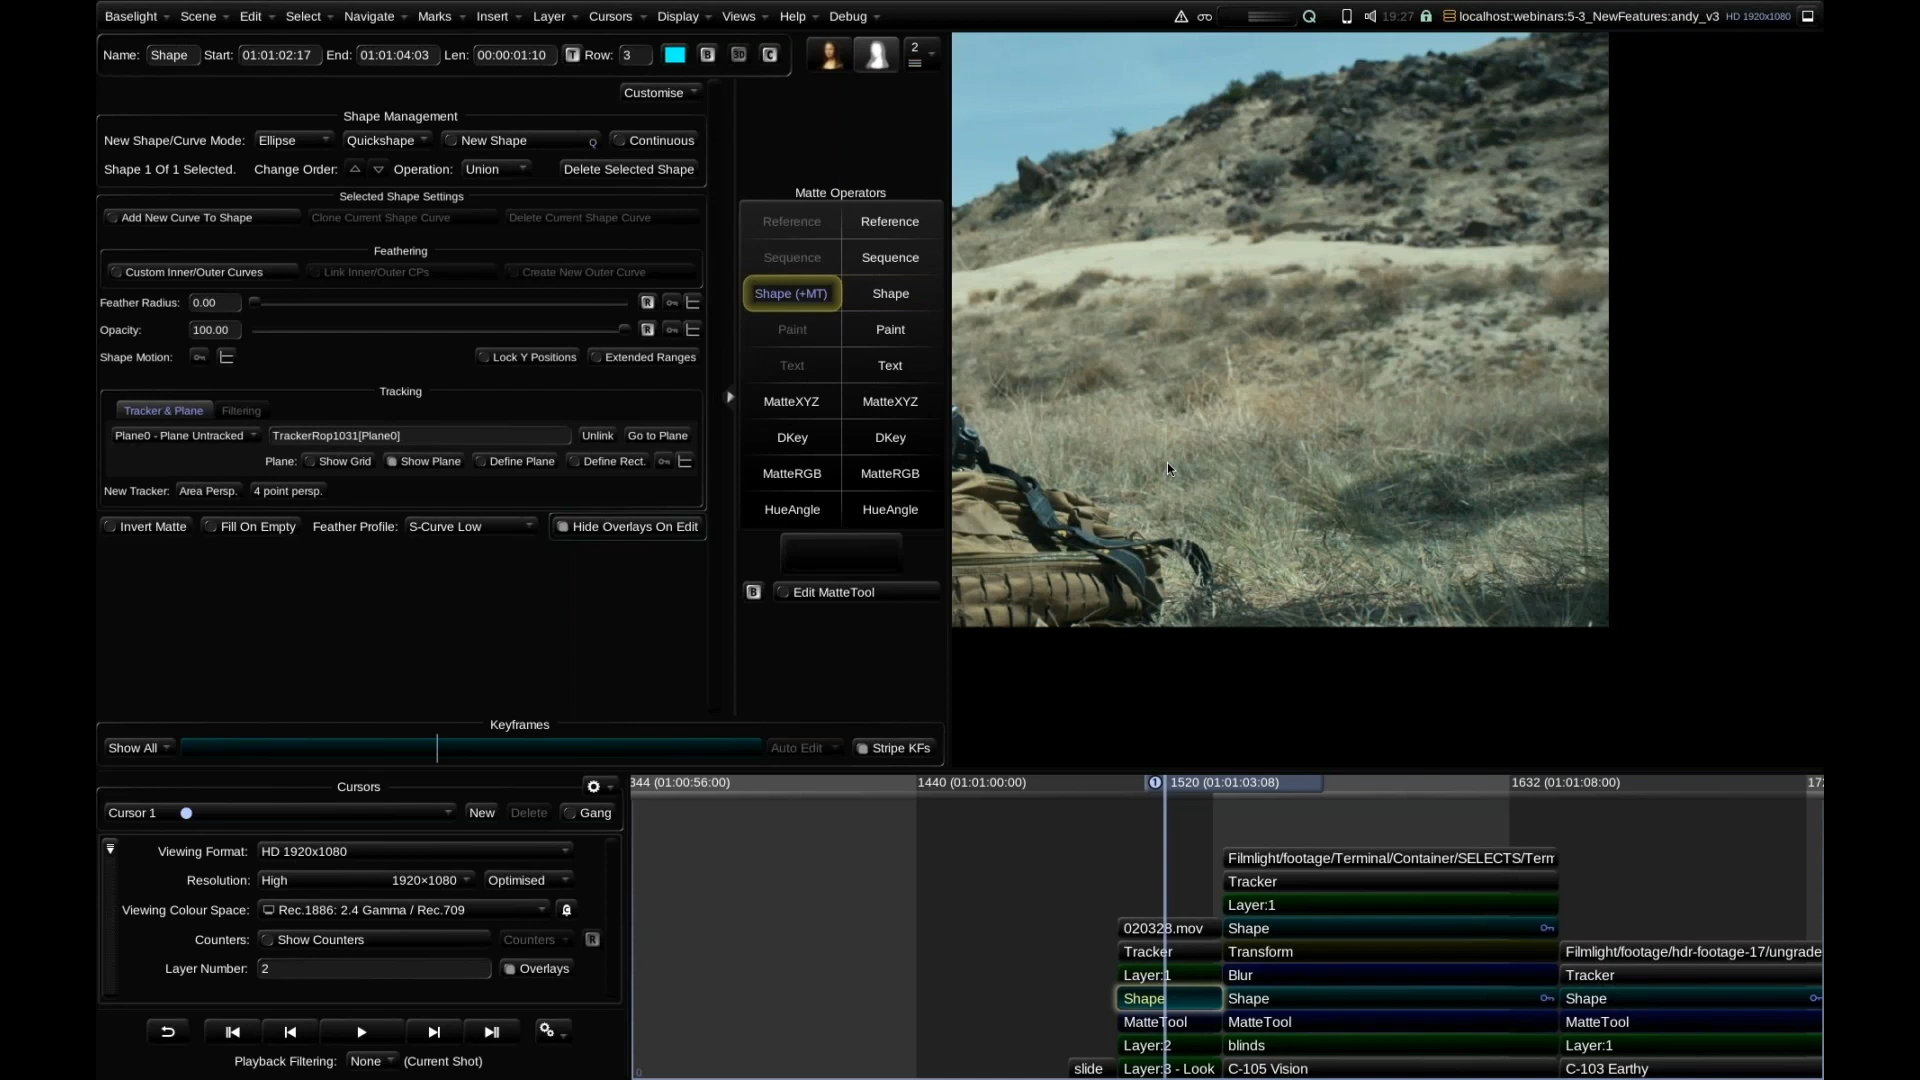 Baselight Scene Edit Select Navigate Marks Insert Layer Cursors Display Views Help Debug 19:27 localhost:webinars:5-3_NewFeatures:andy_v3 HD 1920x1080
Name: Shape Start: 01:01:02:17 End: 01:01:04:03 Len: 00:00:01:10 T Row: 3 B 3D C 2
Customise
Shape Management
New Shape/Curve Mode: Ellipse Quickshape New Shape Q Continuous
Shape 1 Of 1 Selected. Change Order: Operation: Union Delete Selected Shape
Selected Shape Settings
Add New Curve To Shape Clone Current Shape Curve Delete Current Shape Curve
Feathering
Custom Inner/Outer Curves Link Inner/Outer CPs Create New Outer Curve
Feather Radius: 0.00 R
Opacity: 100.00 R
Shape Motion: Lock Y Positions Extended Ranges
Tracking
Tracker & Plane Filtering
Plane0 - Plane Untracked TrackerRop1031[Plane0] Unlink Go to Plane
Plane: Show Grid Show Plane Define Plane Define Rect.
New Tracker: Area Persp. 4 point persp.
Invert Matte Fill On Empty Feather Profile: S-Curve Low Hide Overlays On Edit
Matte Operators
Reference Reference
Sequence Sequence
Shape (+MT) Shape
Paint Paint
Text Text
MatteXYZ MatteXYZ
DKey DKey
MatteRGB MatteRGB
HueAngle HueAngle
B Edit MatteTool
Keyframes
Show All Auto Edit Stripe KFs
Cursors
Cursor 1 New Delete Gang
Viewing Format: HD 1920x1080
Resolution: High 1920×1080 Optimised
Viewing Colour Space: Rec.1886: 2.4 Gamma / Rec.709
Counters: Show Counters Counters R
Layer Number: 2 Overlays
Playback Filtering: None (Current Shot)
344 (01:00:56:00) 1440 (01:01:00:00) 1 1520 (01:01:03:08) 1632 (01:01:08:00) 17
Filmlight/footage/Terminal/Container/SELECTS/Term
Tracker
Layer:1
020328.mov Shape
Tracker Transform Filmlight/footage/hdr-footage-17/ungrade
Layer:1 Blur Tracker
Shape Shape Shape
MatteTool MatteTool MatteTool
Layer:2 blinds Layer:1
0 slide Layer:3 - Look C-105 Vision C-103 Earthy